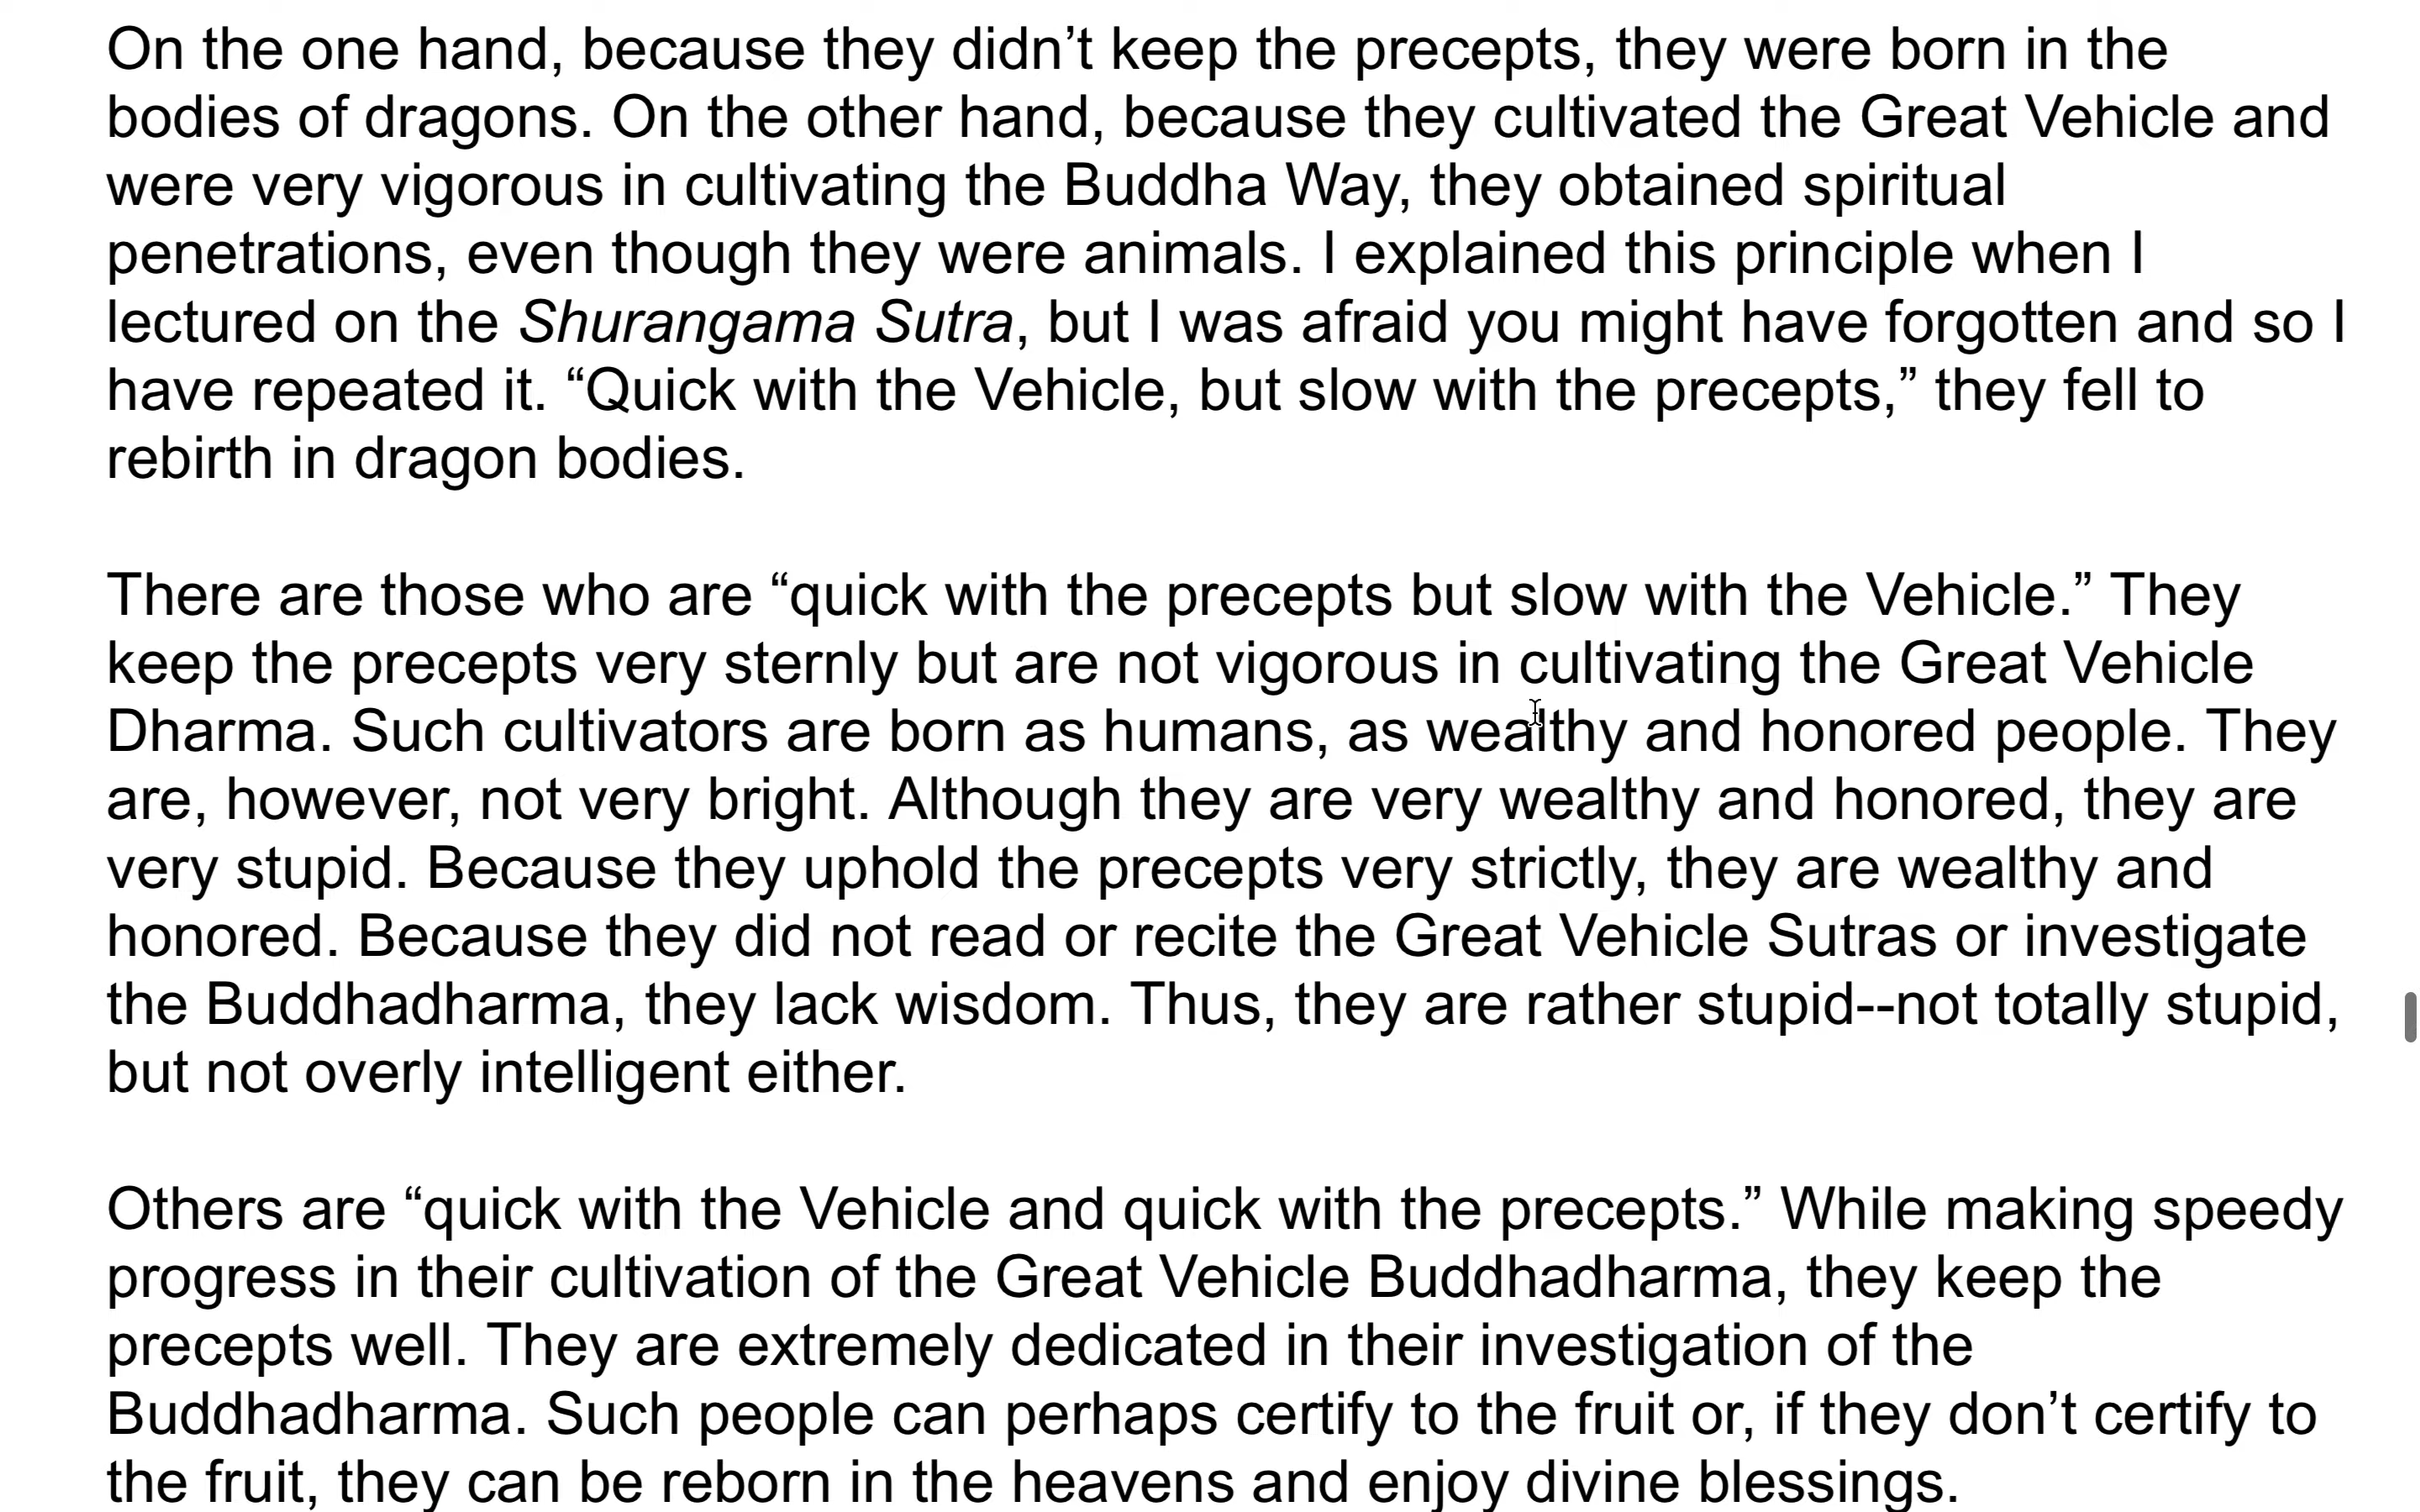 On the one hand, because they didn’t keep the precepts, they were born in the
bodies of dragons. On the other hand, because they cultivated the Great Vehicle and
were very vigorous in cultivating the Buddha Way, they obtained spiritual
penetrations, even though they were animals. I explained this principle when I
lectured on the Shurangama Sutra, but I was afraid you might have forgotten and so I
have repeated it. “Quick with the Vehicle, but slow with the precepts,” they fell to
rebirth in dragon bodies.
There are those who are “quick with the precepts but slow with the Vehicle.” They
keep the precepts very sternly but are not vigorous in cultivating the Great Vehicle
Dharma. Such cultivators are born as humans, as wealthy and honored people. They
are, however, not very bright. Although they are very wealthy and honored, they are
very stupid. Because they uphold the precepts very strictly, they are wealthy and
honored. Because they did not read or recite the Great Vehicle Sutras or investigate
the Buddhadharma, they lack wisdom. Thus, they are rather stupid--not totally stupid,
but not overly intelligent either.
Others are “quick with the Vehicle and quick with the precepts.” While making speedy
progress in their cultivation of the Great Vehicle Buddhadharma, they keep the
precepts well. They are extremely dedicated in their investigation of the
Buddhadharma. Such people can perhaps certify to the fruit or, if they don’t certify to
the fruit, they can be reborn in the heavens and enjoy divine blessings.